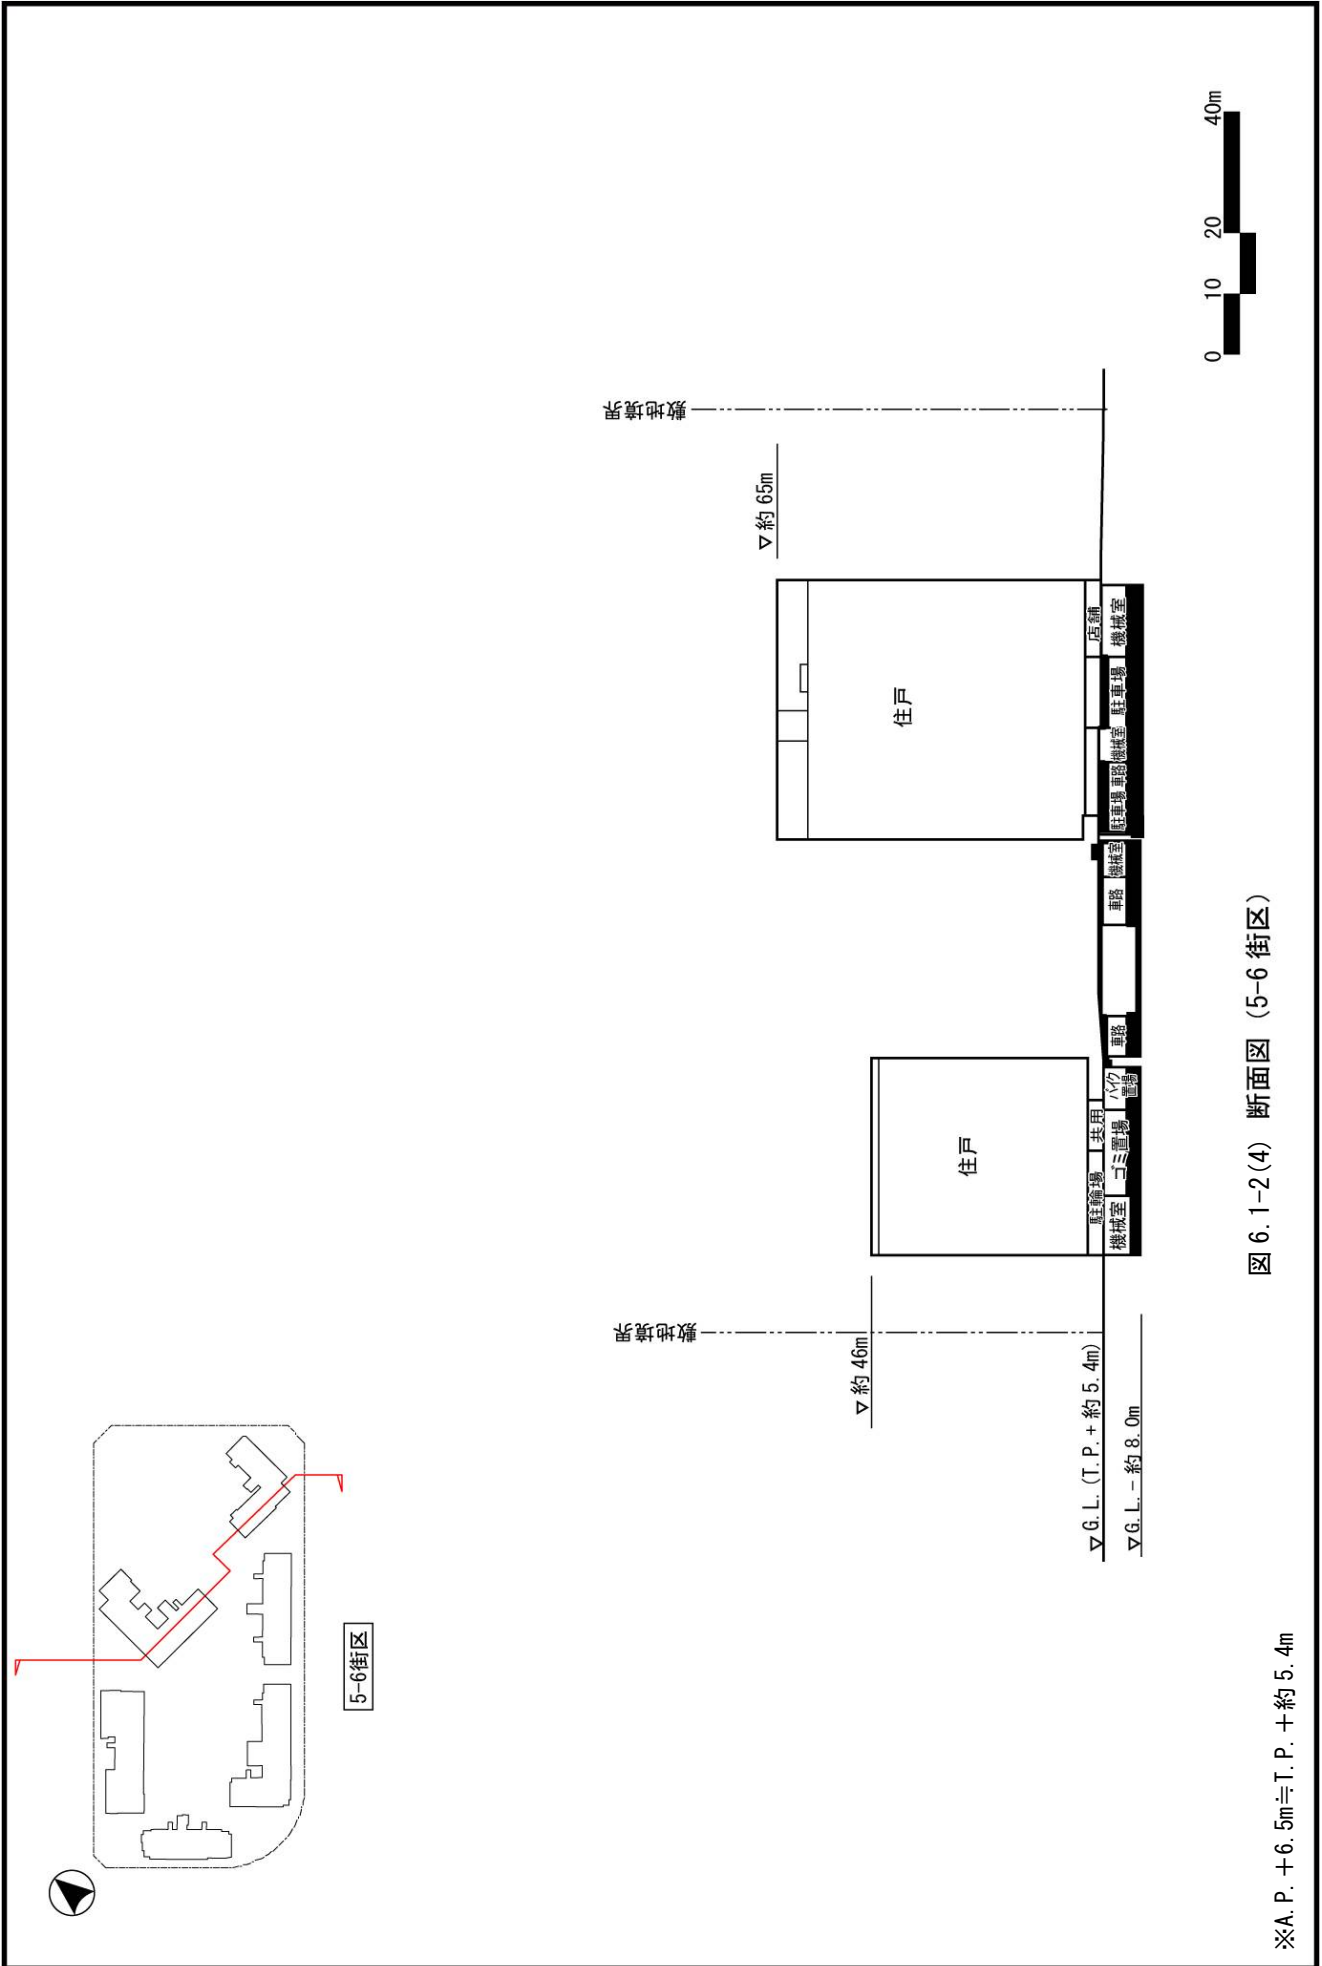 5-6街区
敷地境界
敷地境界
▽約 65m
▽約 46m
住戸
住戸
店舗
駐輪場
共用
機械室
ゴミ置場
バイク
置場
車路
車路
機械室
駐車場
車路
機械室
駐車場
機械室
▽G.L.(T.P.+約 5.4m)
▽G.L.-約 8.0m
0
10
20
40m
図 6.1-2(4) 断面図(5-6 街区)
※A.P.+6.5m≒T.P.+約 5.4m